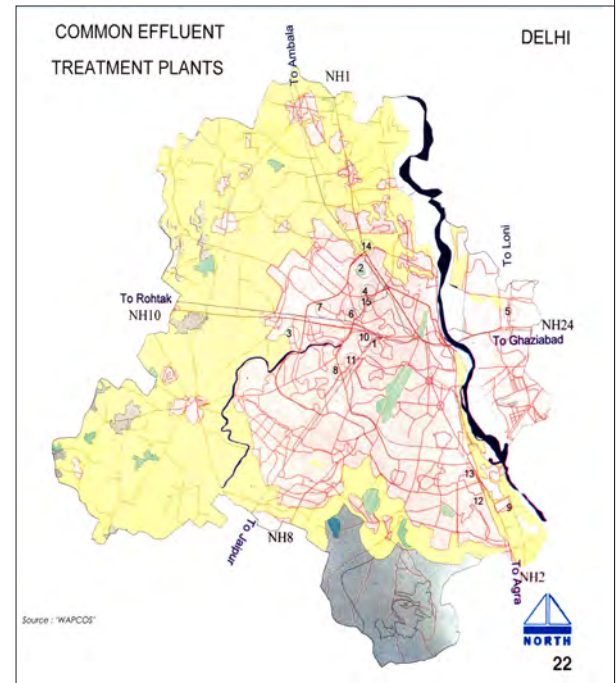 COMMON EFFLUENT
TREATMENT PLANTS
DELHI
To Ambala
NH1
To Loni
14
2
4
15
To Rohtak
NH10
7
6
5
NH24
To Ghaziabad
3
10
1
11
8
13
12
9
To Jaipur
NH8
To Agra
NH2
Source : 'WAPCOS'
NORTH
22